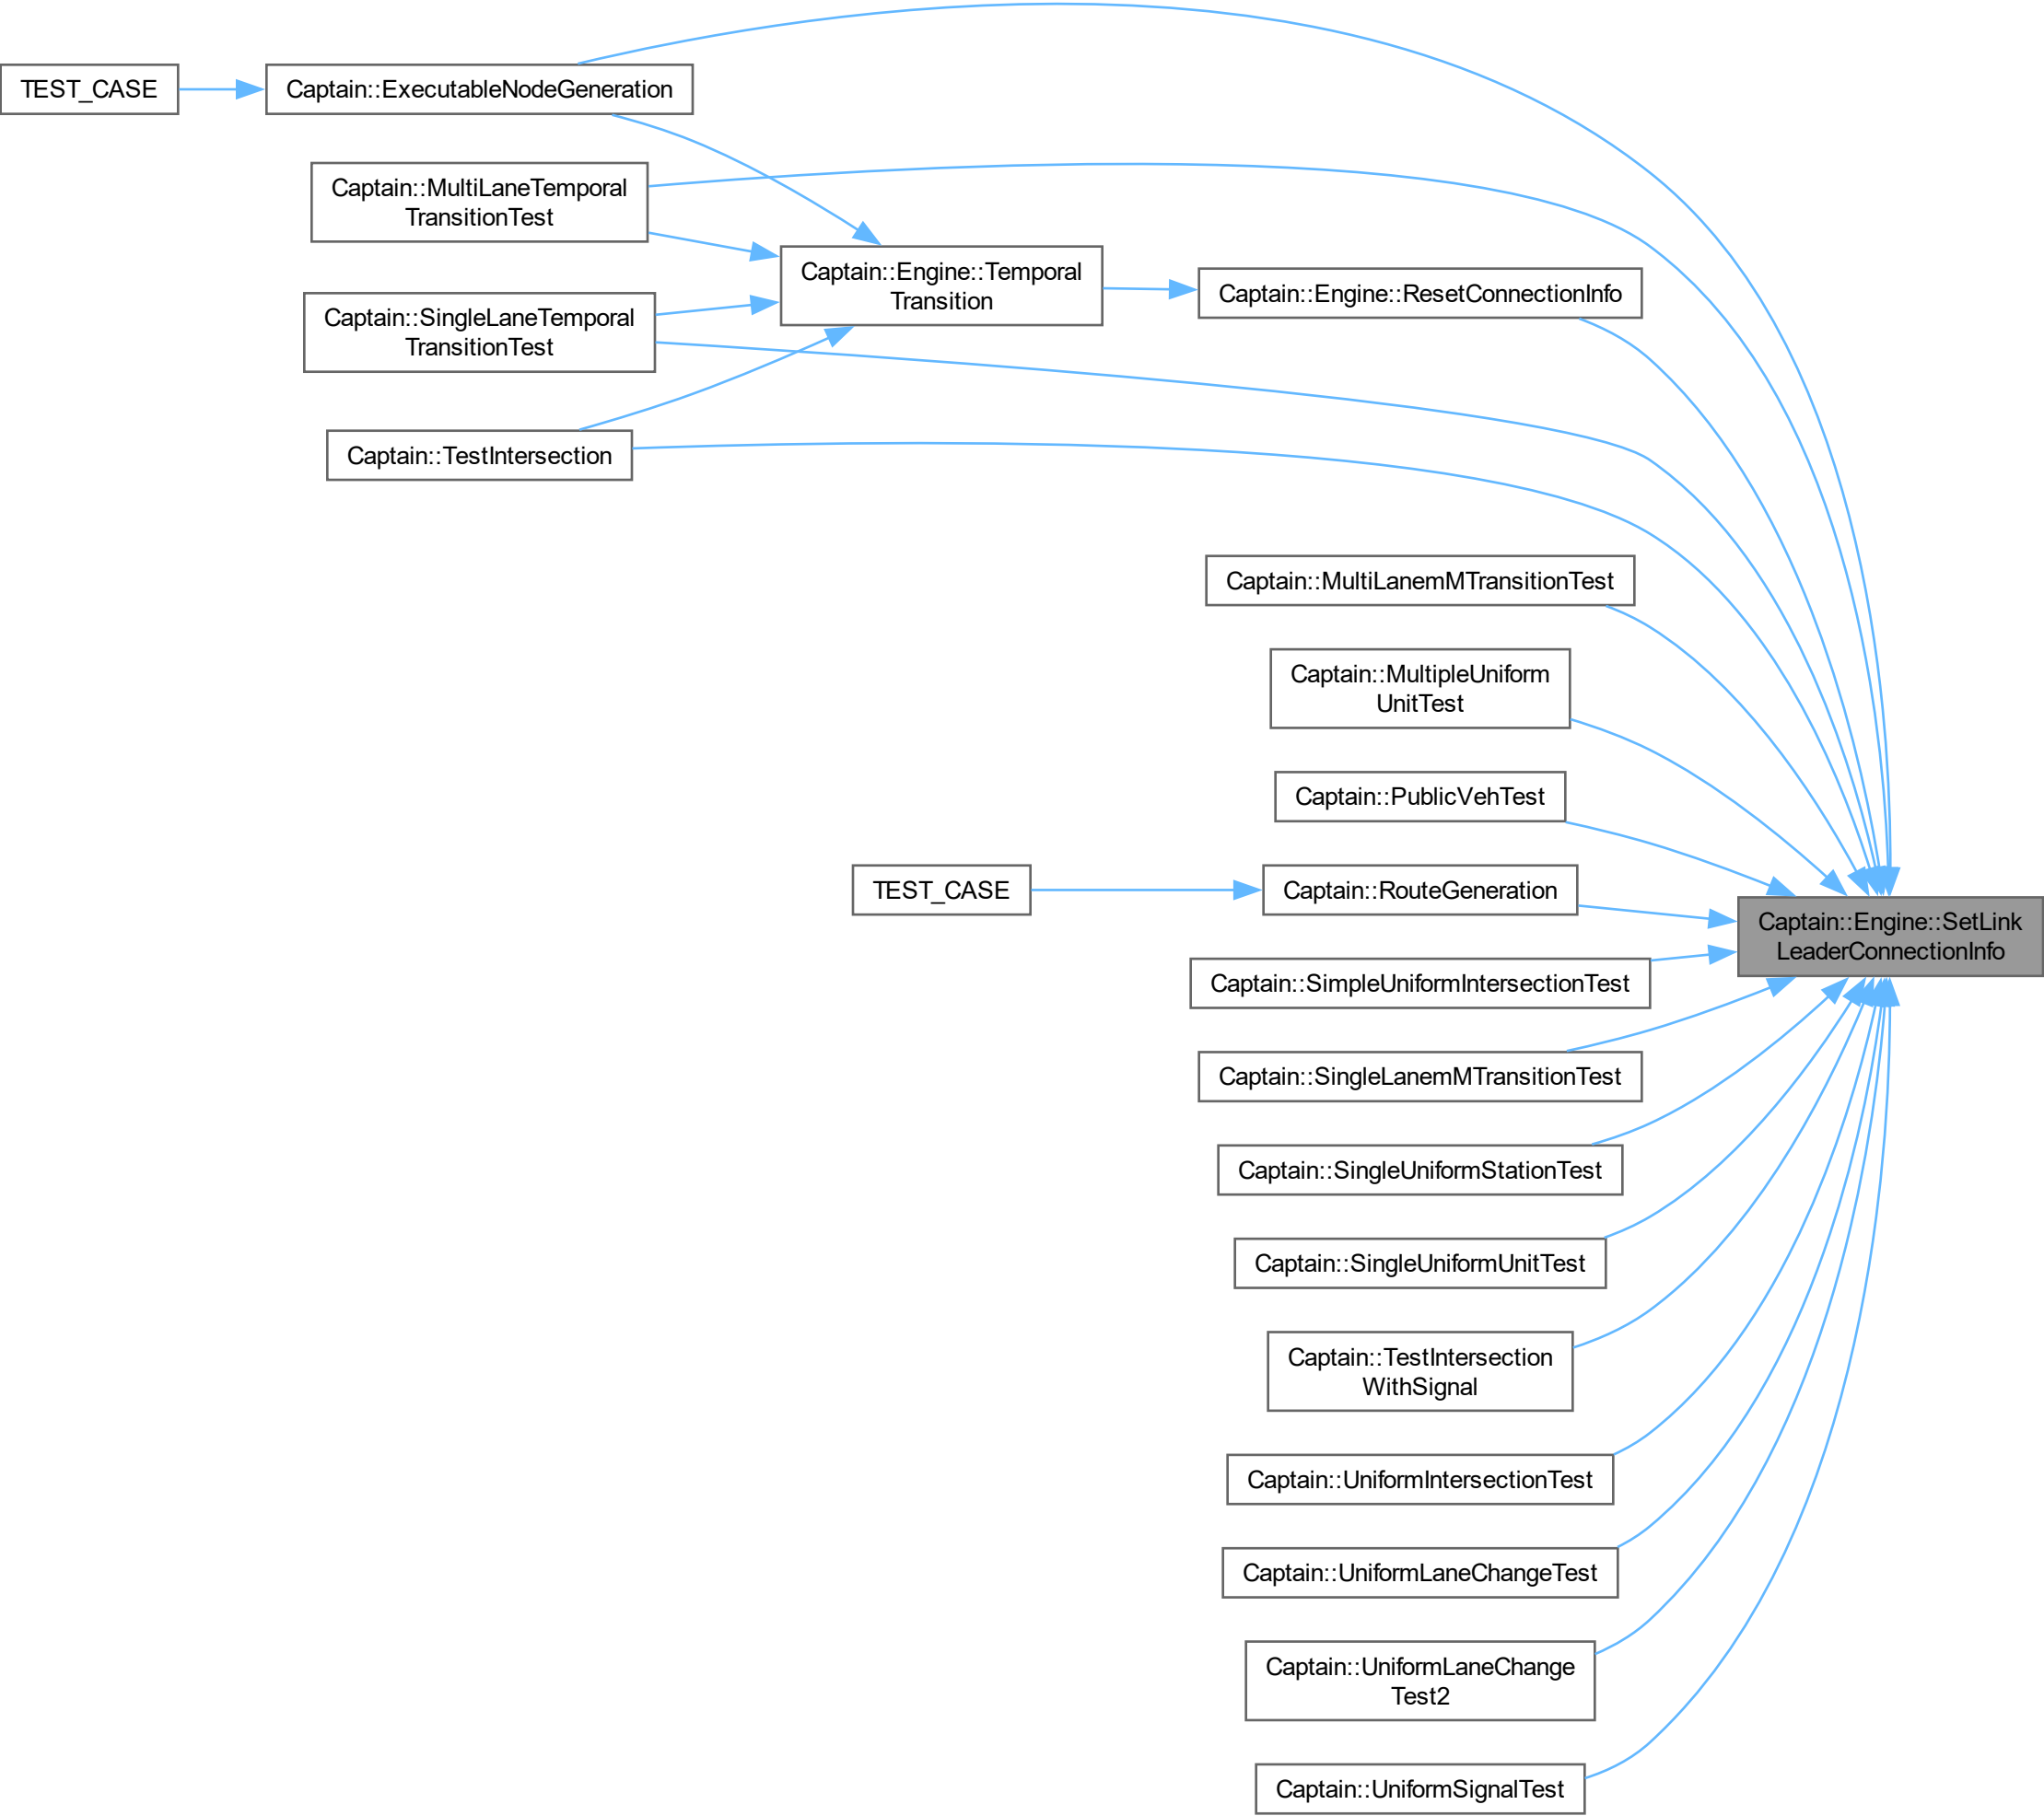 TEST_CASE
Captain::ExecutableNodeGeneration
Captain::MultiLaneTemporal
TransitionTest
Captain::Engine::Temporal
Transition
Captain::Engine::ResetConnectionInfo
Captain::SingleLaneTemporal
TransitionTest
Captain::TestIntersection
Captain::MultiLanemMTransitionTest
Captain::MultipleUniform
UnitTest
Captain::PublicVehTest
TEST_CASE
Captain::RouteGeneration
Captain::Engine::SetLink
LeaderConnectionInfo
Captain::SimpleUniformIntersectionTest
Captain::SingleLanemMTransitionTest
Captain::SingleUniformStationTest
Captain::SingleUniformUnitTest
Captain::TestIntersection
WithSignal
Captain::UniformIntersectionTest
Captain::UniformLaneChangeTest
Captain::UniformLaneChange
Test2
Captain::UniformSignalTest